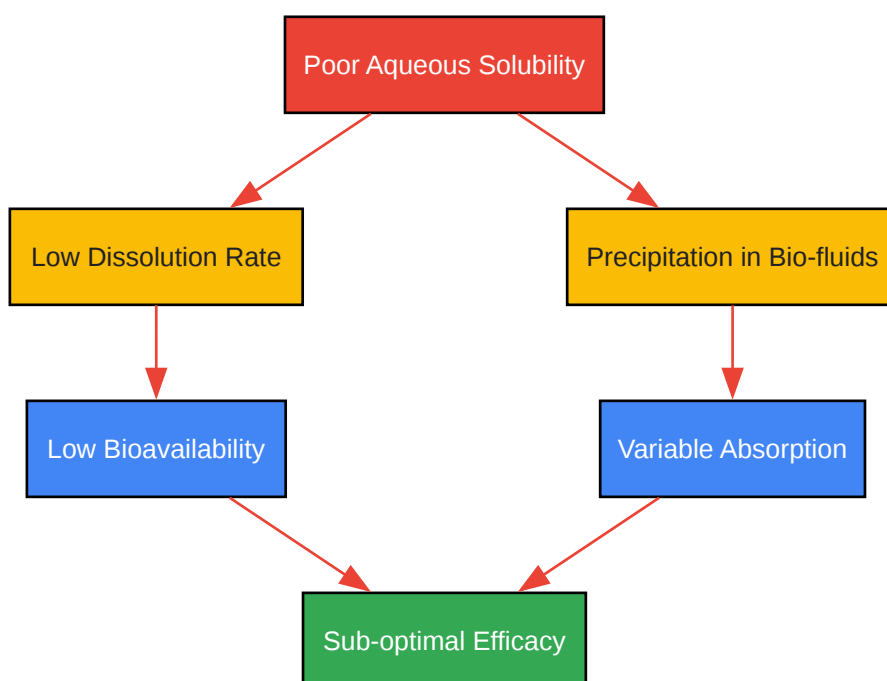 Poor Aqueous Solubility
Low Dissolution Rate
Precipitation in Bio-fluids
Low Bioavailability
Variable Absorption
Sub-optimal Efficacy